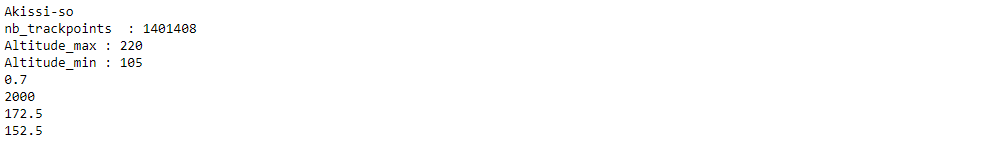 Akissi-so
nb_trackpoints  : 1401408
Altitude_max : 220
Altitude_min : 105
0.7
2000
172.5
152.5